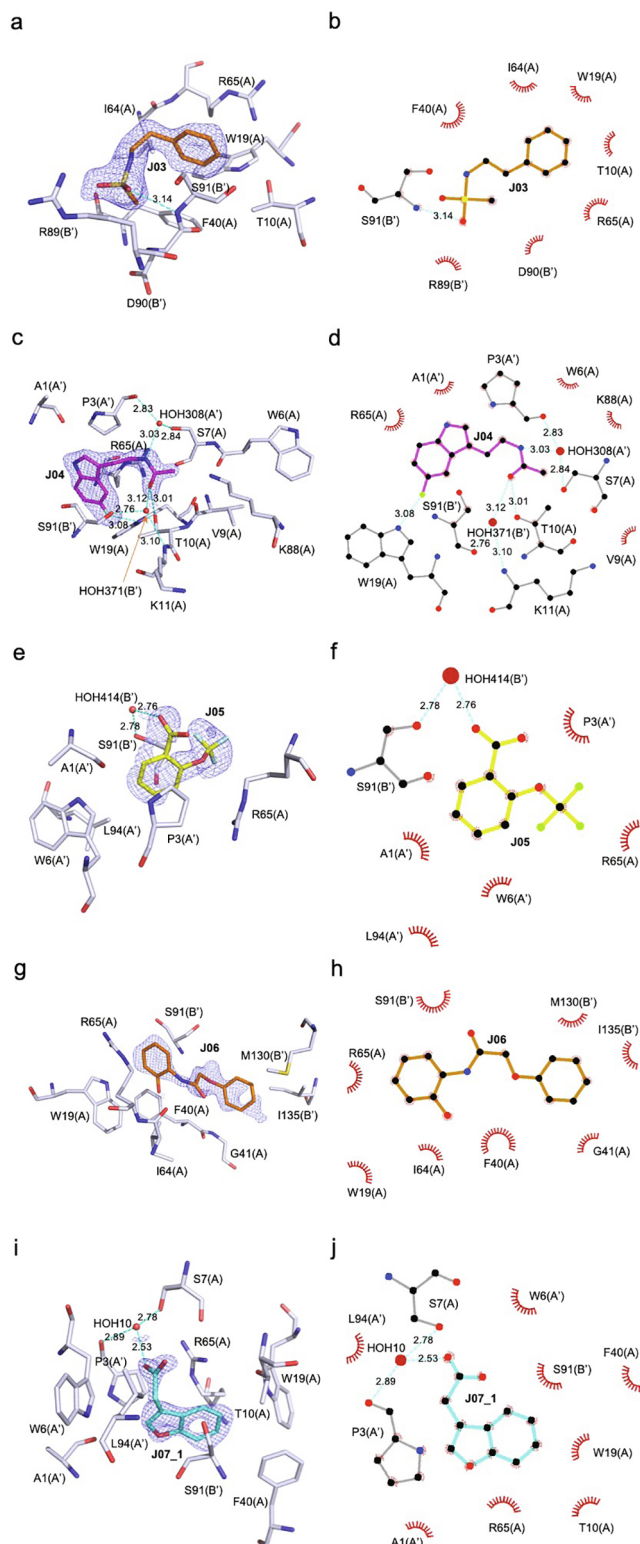 a
R65(A)
I64(A)
W19(A)
J03
S91(B')
3.14
R89(B')
F40(A)
T10(A)
D90(B')
b
I64(A)
W19(A)
F40(A)
T10(A)
J03
S91(B')
3.14
R65(A)
D90(B')
R89(B')
c
A1(A')
P3(A')
2.83
HOH308(A')
W6(A)
3.03
2.84
S7(A)
R65(A)
J04
3.12
3.01
2.76
S91(B')
3.08
V9(A)
W19(A)
3.10
T10(A)
K88(A)
HOH371(B')
K11(A)
d
P3(A')
A1(A')
W6(A)
R65(A)
K88(A)
J04
2.83
3.03
HOH308(A')
2.84
S7(A)
3.12
3.01
3.08
S91(B')
T10(A)
HOH371(B')
2.76
V9(A)
3.10
W19(A)
K11(A)
e
HOH414(B')
2.76
J05
2.78
S91(B')
A1(A')
R65(A)
L94(A')
P3(A')
W6(A')
f
HOH414(B')
2.78
2.76
P3(A')
S91(B')
J05
A1(A')
R65(A)
W6(A')
L94(A')
g
S91(B')
R65(A)
J06
M130(B')
W19(A)
F40(A)
I135(B')
G41(A)
I64(A)
h
S91(B')
J06
M130(B')
I135(B')
R65(A)
G41(A)
I64(A)
F40(A)
W19(A)
i
S7(A)
HOH10
2.78
2.89
2.53
R65(A)
P3(A')
W19(A)
W6(A')
L94(A')
T10(A)
J07_1
A1(A')
S91(B')
F40(A)
j
S7(A)
W6(A')
L94(A')
HOH10
2.78
2.53
F40(A)
S91(B')
2.89
J07_1
P3(A')
W19(A)
R65(A)
T10(A)
A1(A')